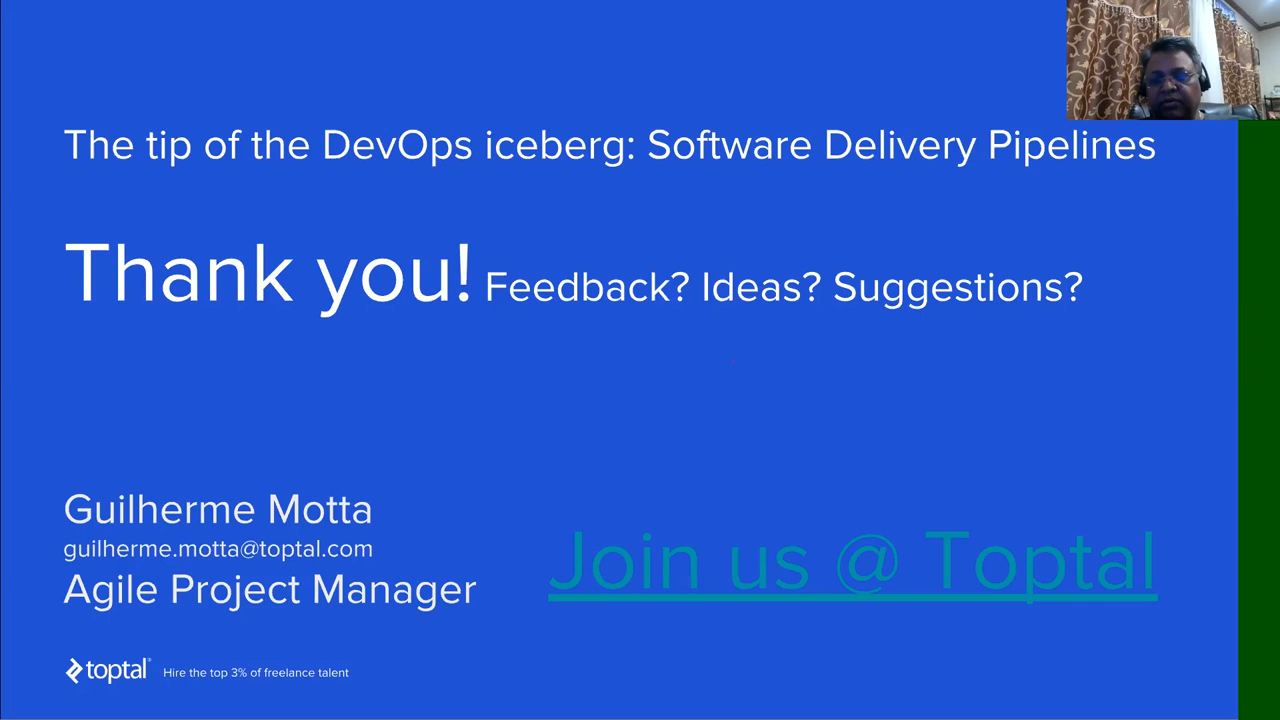 The tip of the DevOps iceberg: Software Delivery Pipelines
Thank you! Feedback? Ideas? Suggestions?
Guilherme Motta
guilherme.motta@toptal.com
Agile Project Manager
Join us @ Toptal
toptal® Hire the top 3% of freelance talent